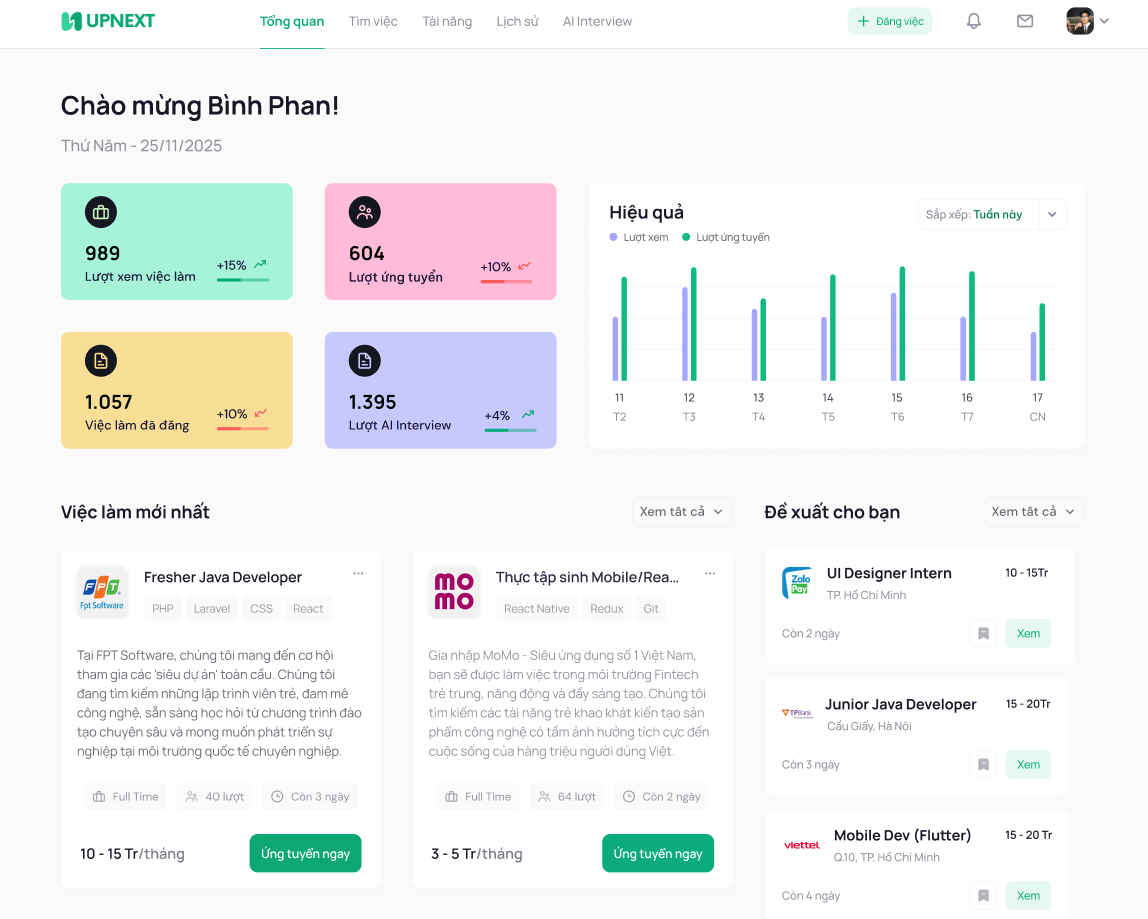 UPNEXT
Tổng quan
Tìm việc
Tài năng
Lịch sử
AI Interview
Đăng việc
Chào mừng Bình Phan!
Thứ Năm - 25/11/2025
989
Lượt xem việc làm
+15%
604
Lượt ứng tuyển
+10%
1.057
Việc làm đã đăng
+10%
1.395
Lượt AI Interview
+4%
Hiệu quả
Sắp xếp: Tuần này
Lượt xem
Lượt ứng tuyển
11 12 13 14 15 16 17
T2 T3 T4 T5 T6 T7 CN
Việc làm mới nhất
Xem tất cả
FPT
Fpt Software
Fresher Java Developer
...
PHP
Laravel
CSS
React
Tại FPT Software, chúng tôi mang đến cơ hội
tham gia các 'siêu dự án' toàn cầu. Chúng tôi
đang tìm kiếm những lập trình viên trẻ, đam mê
công nghệ, sẵn sàng học hỏi từ chương trình đào
tạo chuyên sâu và mong muốn phát triển sự
nghiệp tại môi trường quốc tế chuyên nghiệp.
Full Time
40 lượt
Còn 3 ngày
10 - 15 Tr/tháng
Ứng tuyển ngay
MO
MO
Thực tập sinh Mobile/Rea...
...
React Native
Redux
Git
Gia nhập MoMo - Siêu ứng dụng số 1 Việt Nam,
bạn sẽ được làm việc trong môi trường Fintech
trẻ trung, năng động và đầy sáng tạo. Chúng tôi
tìm kiếm các tài năng trẻ khao khát kiến tạo sản
phẩm công nghệ có tầm ảnh hưởng tích cực đến
cuộc sống của hàng triệu người dùng Việt.
Full Time
64 lượt
Còn 2 ngày
3 - 5 Tr/tháng
Ứng tuyển ngay
Đề xuất cho bạn
Xem tất cả
Zalo
Pay
UI Designer Intern
10 - 15Tr
TP. Hồ Chí Minh
Còn 2 ngày
Xem
TPBank
Junior Java Developer
15 - 20Tr
Cầu Giấy, Hà Nội
Còn 3 ngày
Xem
viettel
Mobile Dev (Flutter)
15 - 20 Tr
Q.10, TP. Hồ Chí Minh
Còn 4 ngày
Xem